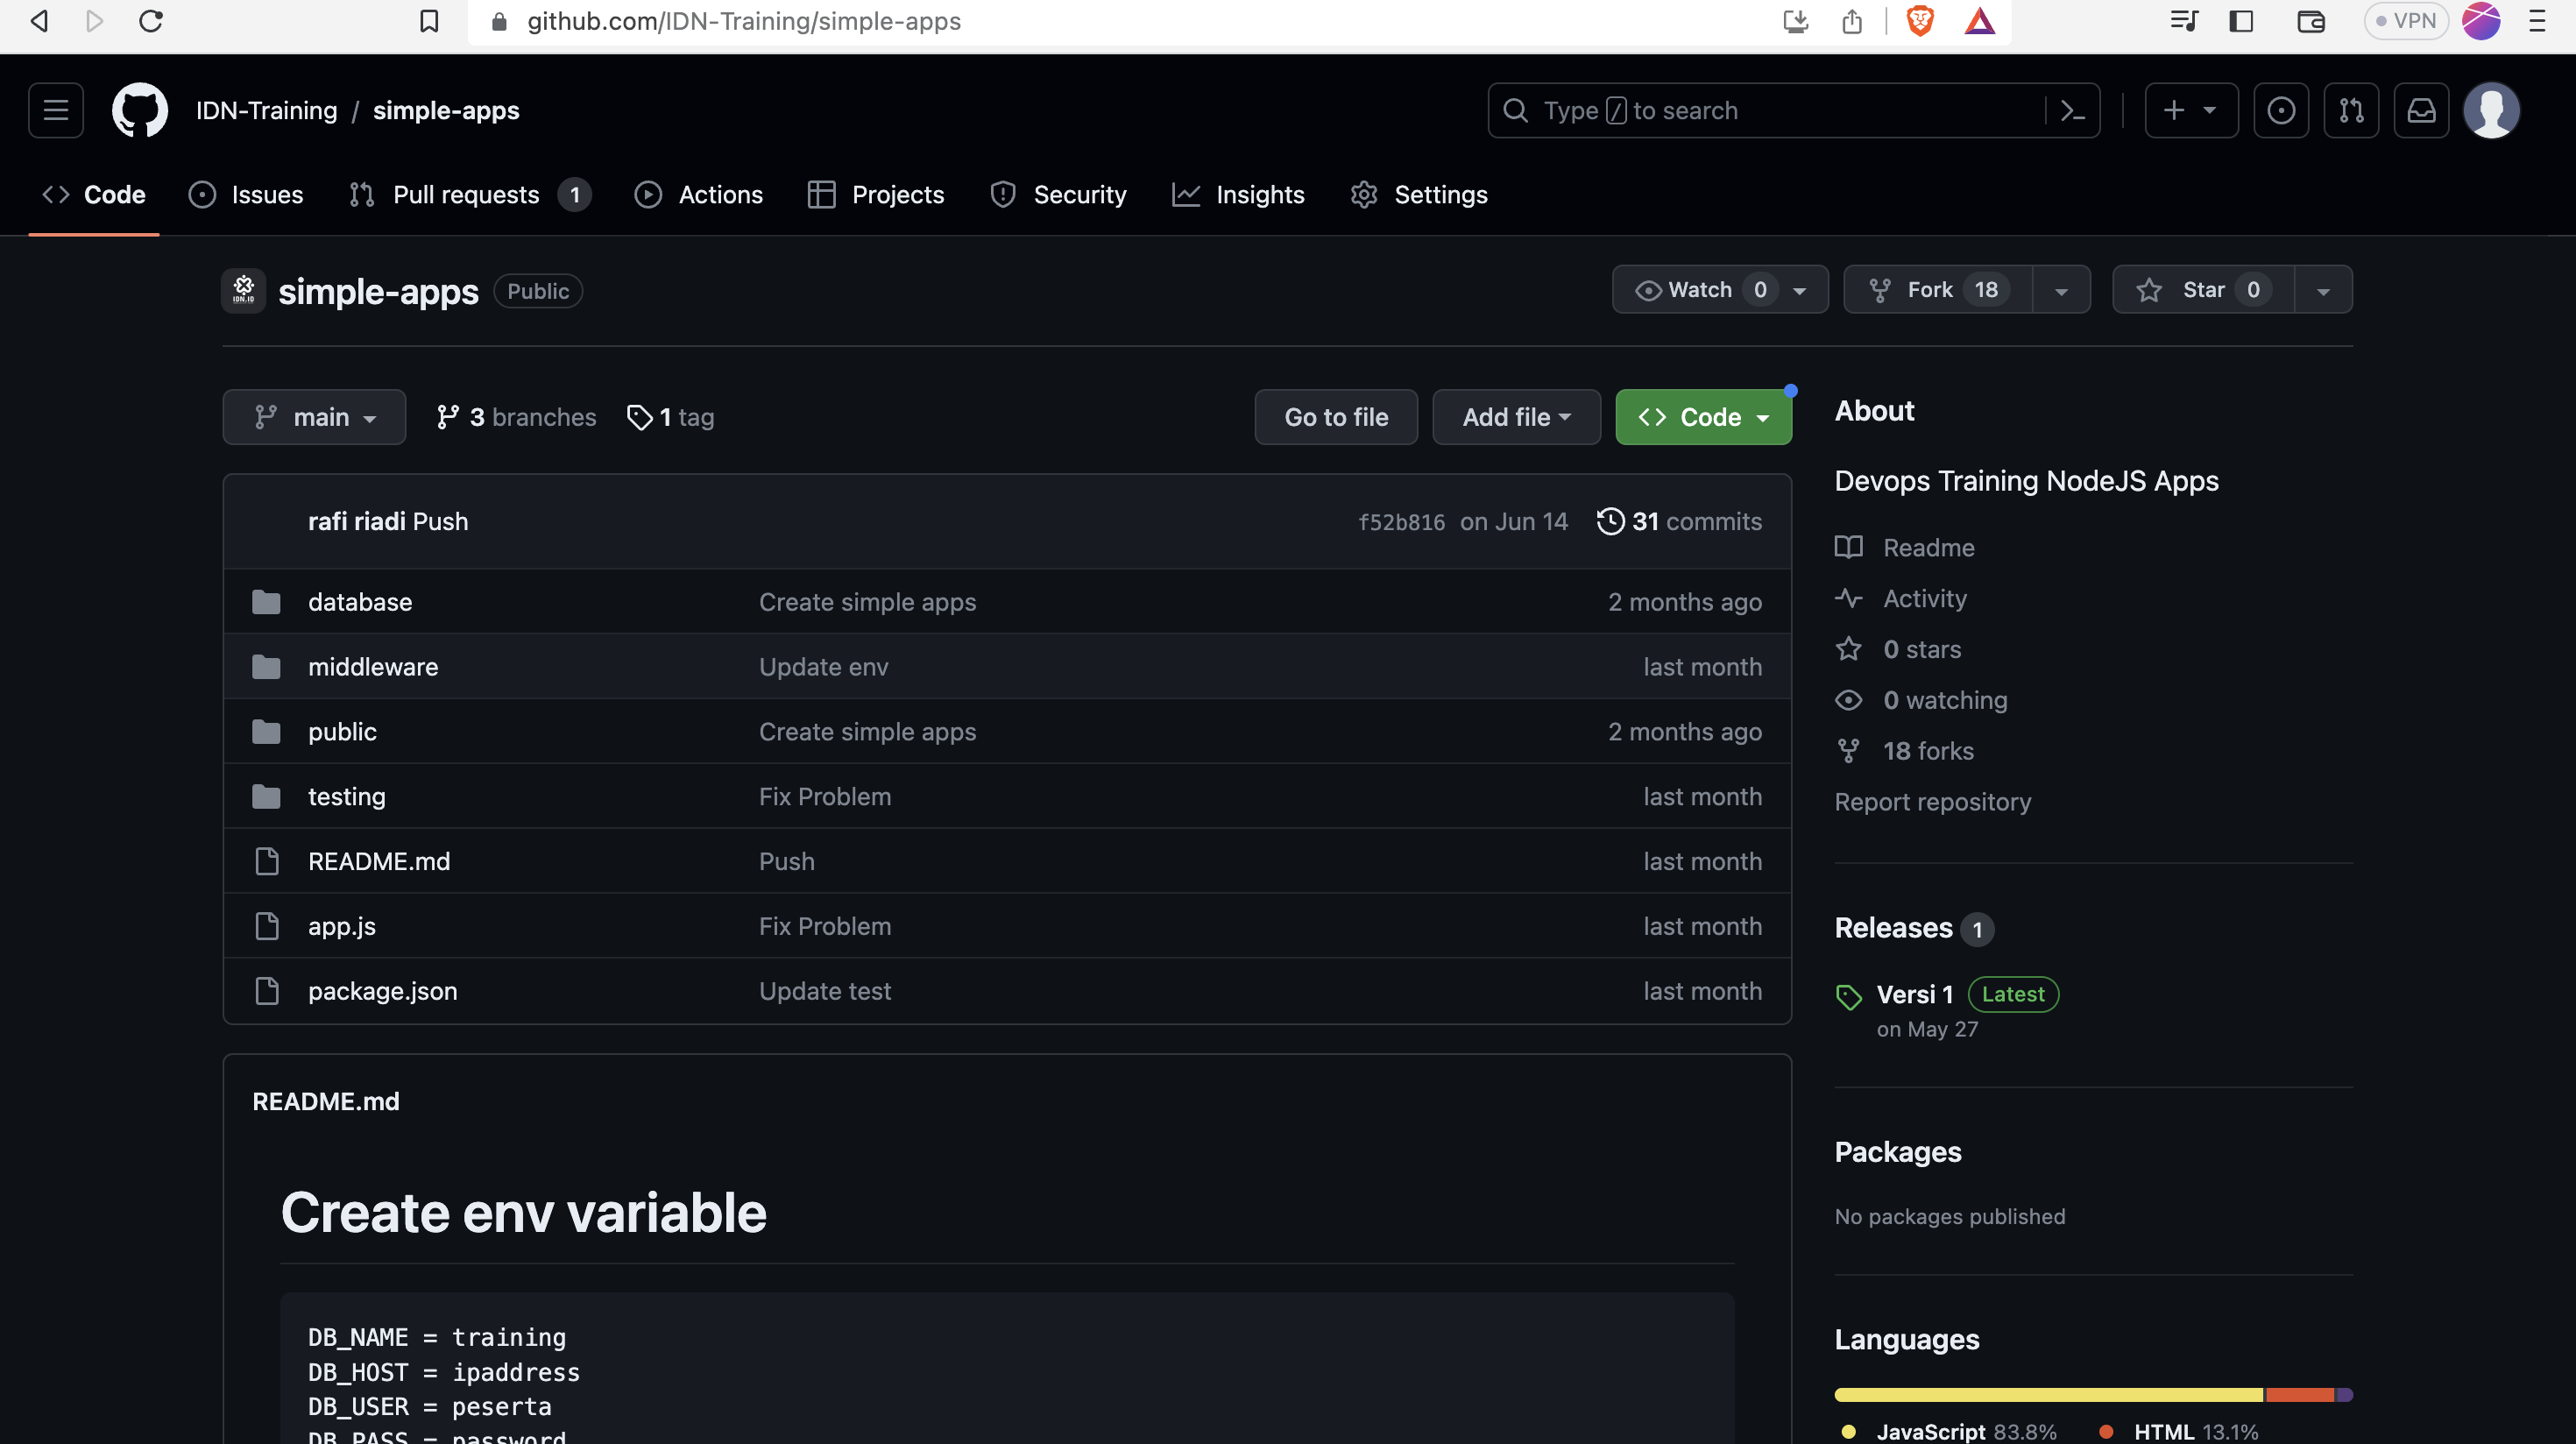 github.com/IDN-Training/simple-apps
VPN
IDN-Training / simple-apps
Type / to search
Code
Issues
Pull requests 1
Actions
Projects
Security
Insights
Settings
IDN.ID
simple-apps Public
Watch 0
Fork 18
Star 0
main
3 branches
1 tag
Go to file
Add file
Code
rafi riadi Push f52b816 on Jun 14 31 commits
database Create simple apps 2 months ago
middleware Update env last month
public Create simple apps 2 months ago
testing Fix Problem last month
README.md Push last month
app.js Fix Problem last month
package.json Update test last month
README.md
Create env variable
DB_NAME = training
DB_HOST = ipaddress
DB_USER = peserta
DB_PASS = password
About
Devops Training NodeJS Apps
Readme
Activity
0 stars
0 watching
18 forks
Report repository
Releases 1
Versi 1 Latest
on May 27
Packages
No packages published
Languages
JavaScript 83.8% HTML 13.1%